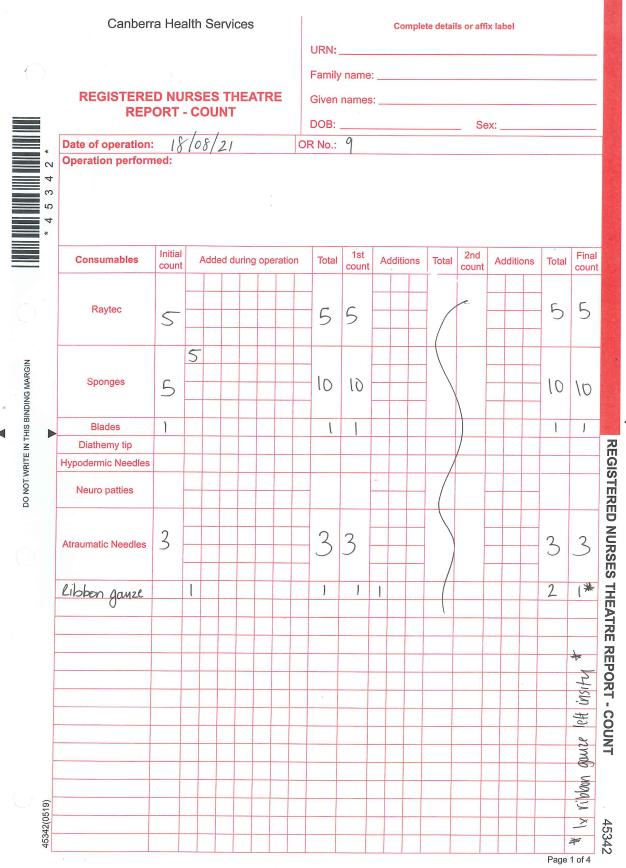 Canberra Health Services
Complete details or affix label
URN:
Family name:
REGISTERED NURSES THEATRE
REPORT - COUNT
Given names:
DOB: Sex:
Date of operation: 18/08/21 OR No.: 9
Operation performed:
* 45342 *
Consumables Initial count Added during operation Total 1st count Additions Total 2nd count Additions Total Final count
Raytec 5 5 5 5 5
Sponges 5 5 10 10 10 10
Blades 1 1 1 1 1
Diathemy tip
Hypodermic Needles
Neuro patties
Atraumatic Needles 3 3 3 3 3
Ribbon gauze 1 1 1 1 2 1*
* 1x ribbon gauze left insitu *
DO NOT WRITE IN THIS BINDING MARGIN
45342(0519)
REGISTERED NURSES THEATRE REPORT - COUNT
45342
Page 1 of 4